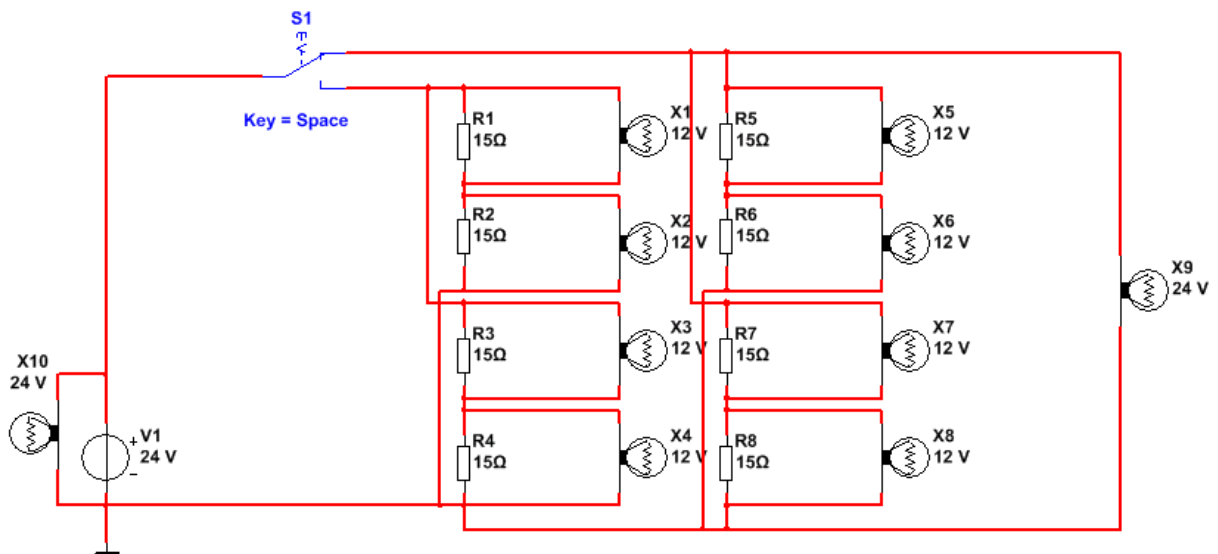 S1
Key = Space
R1
15Ω
X1
12 V
R5
15Ω
X5
12 V
R2
15Ω
X2
12 V
R6
15Ω
X6
12 V
X9
24 V
R3
15Ω
X3
12 V
R7
15Ω
X7
12 V
X10
24 V
V1
24 V
+
−
R4
15Ω
X4
12 V
R8
15Ω
X8
12 V